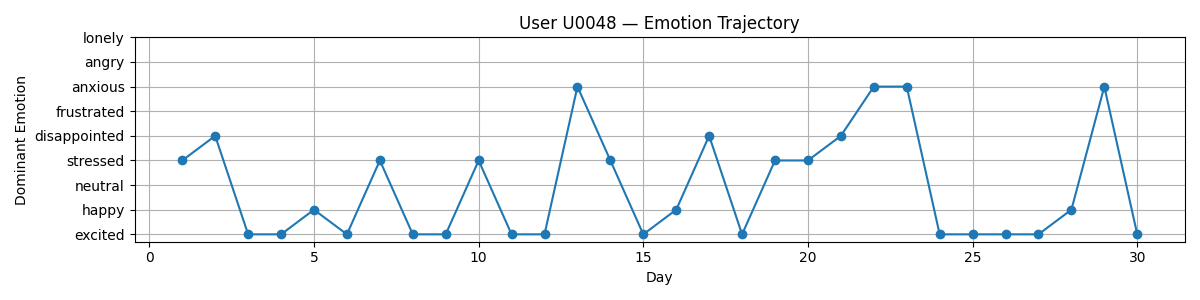 User U0048 — Emotion Trajectory
Dominant Emotion
lonely
angry
anxious
frustrated
disappointed
stressed
neutral
happy
excited
0 5 10 15 20 25 30
Day